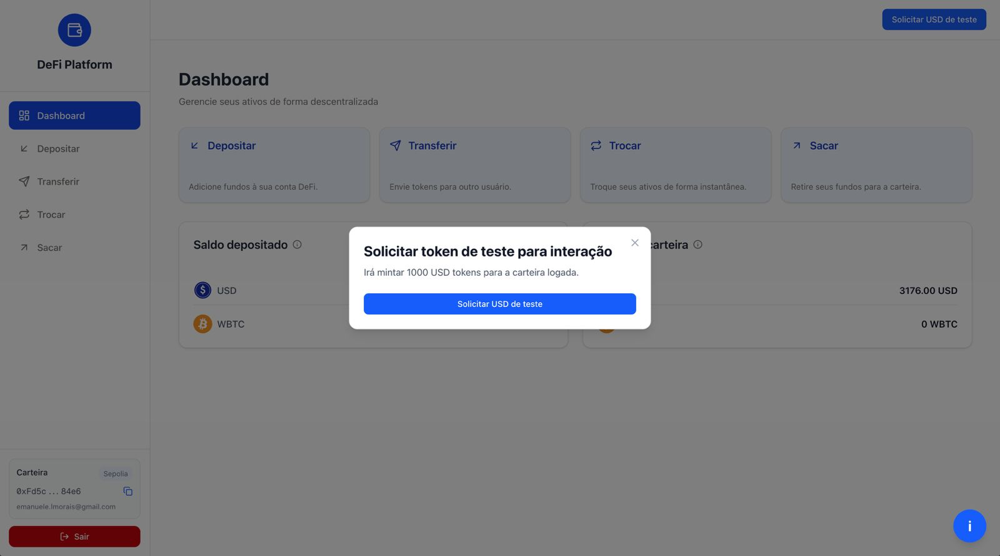 DeFi Platform
Dashboard
Depositar
Transferir
Trocar
Sacar
Carteira
Sepolia
0xFd5c ... 84e6
emanuele.lmorais@gmail.com
Sair
Solicitar USD de teste
Dashboard
Gerencie seus ativos de forma descentralizada
Depositar
Adicione fundos à sua conta DeFi.
Transferir
Envie tokens para outro usuário.
Trocar
Troque seus ativos de forma instantânea.
Sacar
Retire seus fundos para a carteira.
Saldo depositado
USD
WBTC
carteira
3176.00 USD
0 WBTC
Solicitar token de teste para interação
Irá mintar 1000 USD tokens para a carteira logada.
Solicitar USD de teste
i